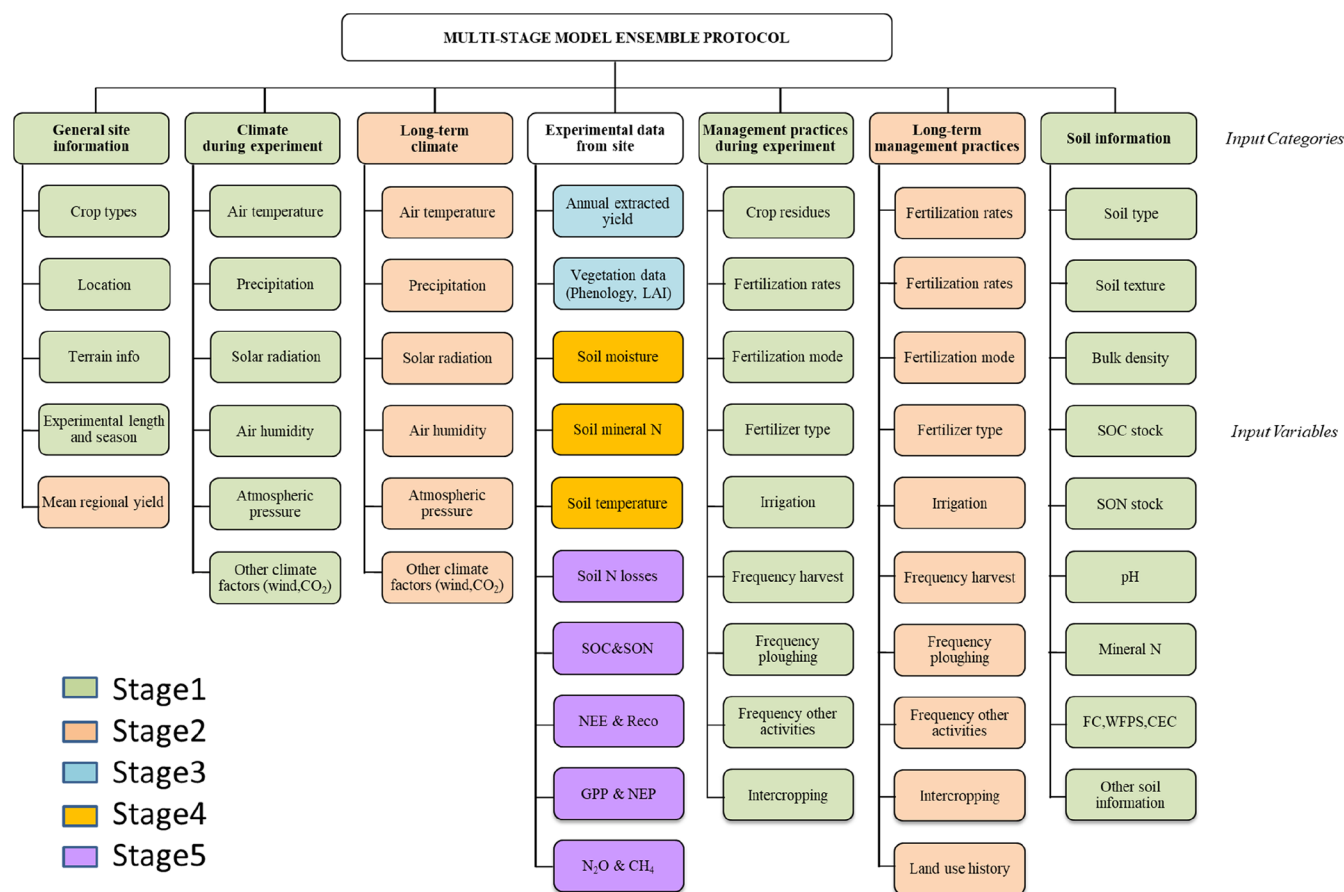 MULTI-STAGE MODEL ENSEMBLE PROTOCOL
General site
information
Climate
during experiment
Long-term
climate
Experimental data
from site
Management practices
during experiment
Long-term
management practices
Soil information
Input Categories
Crop types
Location
Terrain info
Experimental length
and season
Mean regional yield
Air temperature
Precipitation
Solar radiation
Air humidity
Atmospheric
pressure
Other climate
factors (wind,CO₂)
Air temperature
Precipitation
Solar radiation
Air humidity
Atmospheric
pressure
Other climate
factors (wind,CO₂)
Annual extracted
yield
Vegetation data
(Phenology, LAI)
Soil moisture
Soil mineral N
Soil temperature
Soil N losses
SOC&SON
NEE & Reco
GPP & NEP
N₂O & CH₄
Crop residues
Fertilization rates
Fertilization mode
Fertilizer type
Irrigation
Frequency harvest
Frequency
ploughing
Frequency other
activities
Intercropping
Fertilization rates
Fertilization rates
Fertilization mode
Fertilizer type
Irrigation
Frequency harvest
Frequency
ploughing
Frequency other
activities
Intercropping
Land use history
Soil type
Soil texture
Bulk density
SOC stock
SON stock
pH
Mineral N
FC,WFPS,CEC
Other soil
information
Input Variables
Stage1
Stage2
Stage3
Stage4
Stage5